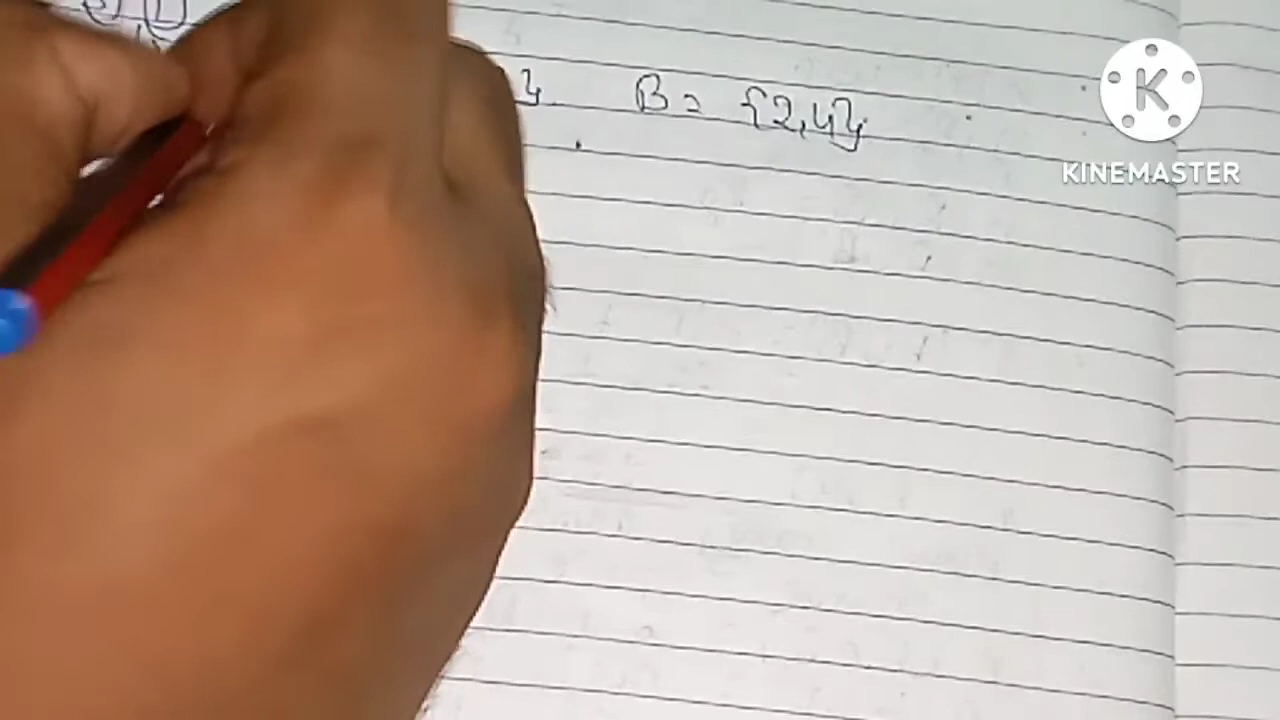 } B = {2,4}
K
KINEMASTER